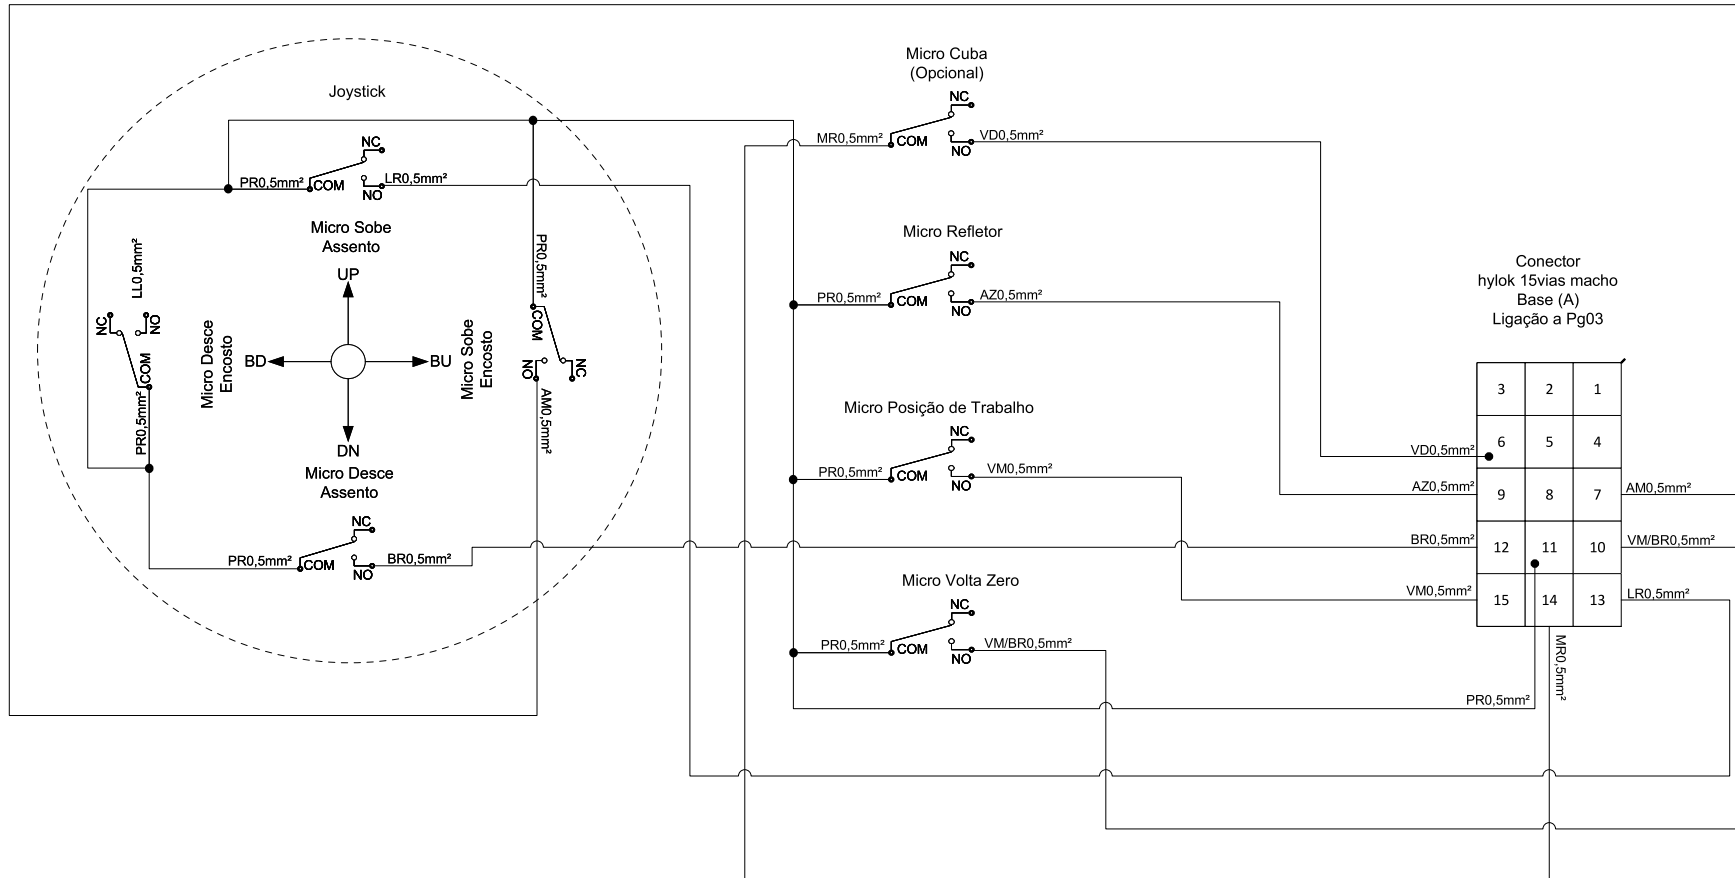 Joystick
NC
PR0,5mm²
COM
NO
LR0,5mm²
Micro Sobe
Assento
UP
LL0,5mm²
NC
NO
COM
PR0,5mm²
Micro Desce
Encosto
BD
BU
Micro Sobe
Encosto
PR0,5mm²
COM
NO
NC
AM0,5mm²
DN
Micro Desce
Assento
NC
PR0,5mm²
COM
NO
BR0,5mm²
Micro Cuba
(Opcional)
NC
MR0,5mm²
COM
NO
VD0,5mm²
Micro Refletor
NC
PR0,5mm²
COM
NO
AZ0,5mm²
Micro Posição de Trabalho
NC
PR0,5mm²
COM
NO
VM0,5mm²
Micro Volta Zero
NC
PR0,5mm²
COM
NO
VM/BR0,5mm²
Conector
hylok 15vias macho
Base (A)
Ligação a Pg03
3 2 1
VD0,5mm² 6 5 4
AZ0,5mm² 9 8 7 AM0,5mm²
BR0,5mm² 12 11 10 VM/BR0,5mm²
VM0,5mm² 15 14 13 LR0,5mm²
MR0,5mm²
PR0,5mm²